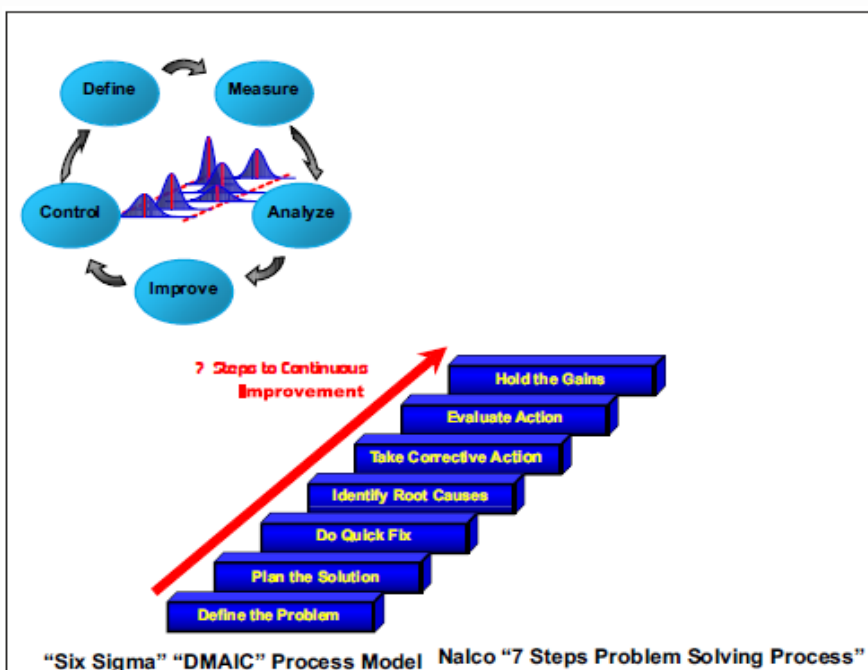 Define
Measure
Control
Analyze
Improve
7 Steps to Continuous
Improvement
Hold the Gains
Evaluate Action
Take Corrective Action
Identify Root Causes
Do Quick Fix
Plan the Solution
Define the Problem
“Six Sigma” “DMAIC” Process Model
Nalco “7 Steps Problem Solving Process”